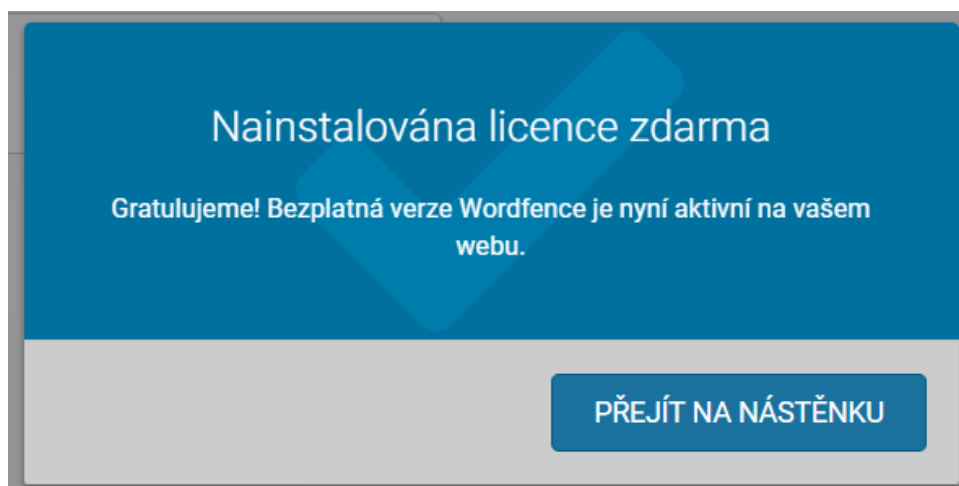 Nainstalována licence zdarma
Gratulujeme! Bezplatná verze Wordfence je nyní aktivní na vašem
webu.
PŘEJÍT NA NÁSTĚNKU